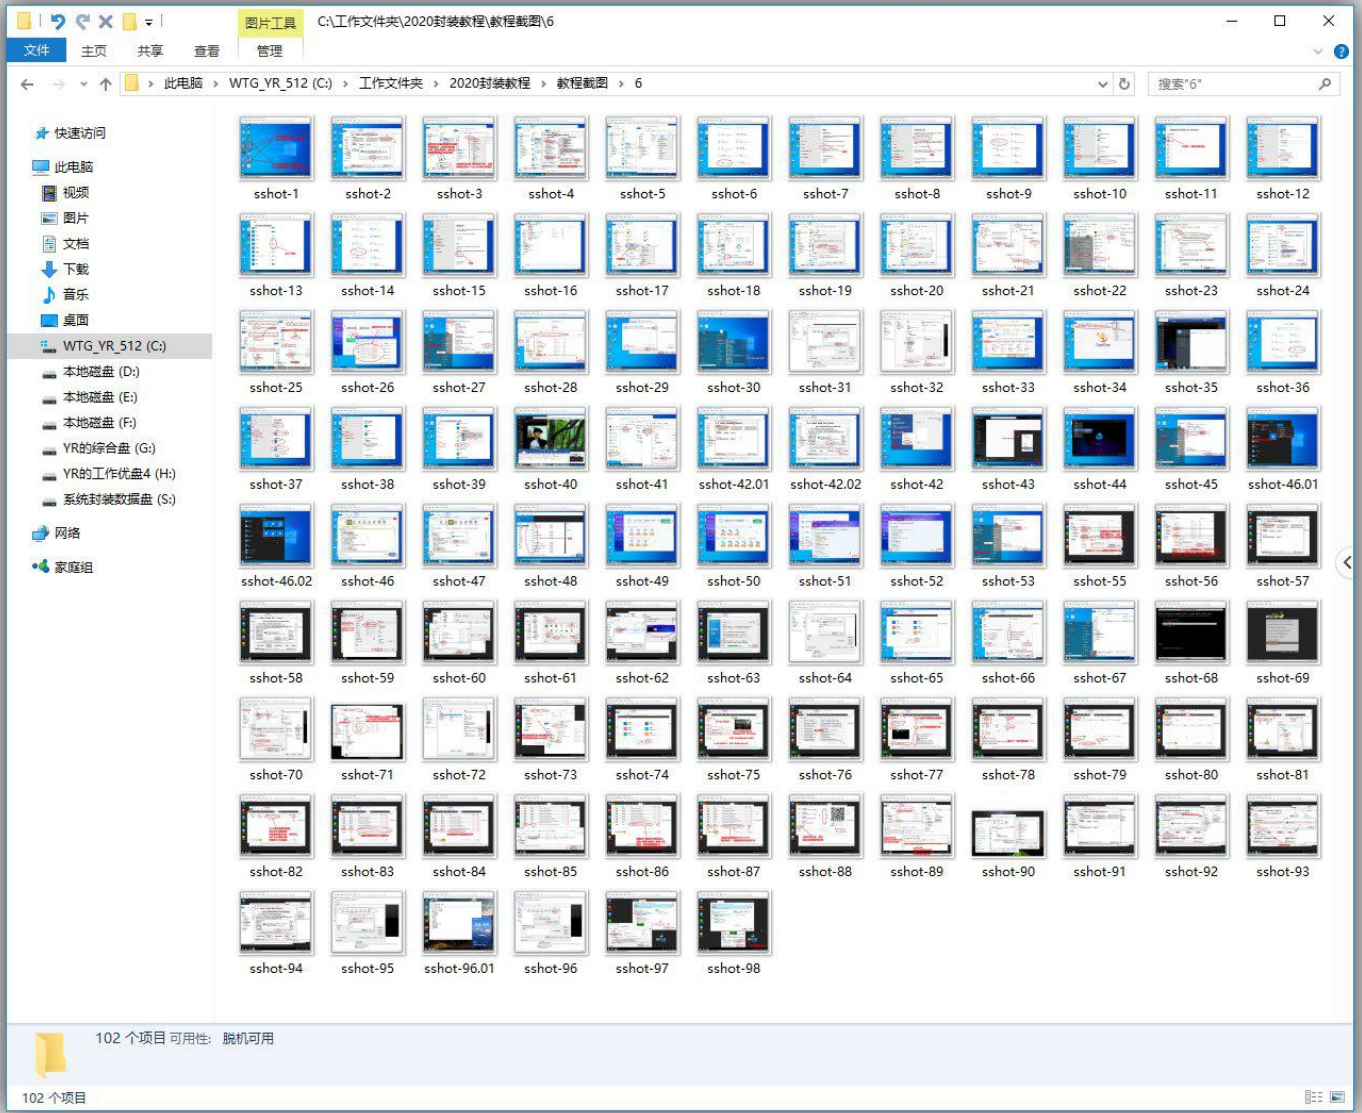 图片工具 C:\工作文件夹\2020封装教程\教程截图\6
文件 主页 共享 查看 管理
此电脑 WTG_YR_512 (C:) 工作文件夹 2020封装教程 教程截图 6 搜索"6"
快速访问
此电脑
视频
图片
文档
下载
音乐
桌面
WTG_YR_512 (C:)
本地磁盘 (D:)
本地磁盘 (E:)
本地磁盘 (F:)
YR的综合盘 (G:)
YR的工作优盘4 (H:)
系统封装数据盘 (S:)
网络
家庭组
sshot-1 sshot-2 sshot-3 sshot-4 sshot-5 sshot-6 sshot-7 sshot-8 sshot-9 sshot-10 sshot-11 sshot-12
sshot-13 sshot-14 sshot-15 sshot-16 sshot-17 sshot-18 sshot-19 sshot-20 sshot-21 sshot-22 sshot-23 sshot-24
sshot-25 sshot-26 sshot-27 sshot-28 sshot-29 sshot-30 sshot-31 sshot-32 sshot-33 sshot-34 sshot-35 sshot-36
sshot-37 sshot-38 sshot-39 sshot-40 sshot-41 sshot-42.01 sshot-42.02 sshot-42 sshot-43 sshot-44 sshot-45 sshot-46.01
sshot-46.02 sshot-46 sshot-47 sshot-48 sshot-49 sshot-50 sshot-51 sshot-52 sshot-53 sshot-55 sshot-56 sshot-57
sshot-58 sshot-59 sshot-60 sshot-61 sshot-62 sshot-63 sshot-64 sshot-65 sshot-66 sshot-67 sshot-68 sshot-69
sshot-70 sshot-71 sshot-72 sshot-73 sshot-74 sshot-75 sshot-76 sshot-77 sshot-78 sshot-79 sshot-80 sshot-81
sshot-82 sshot-83 sshot-84 sshot-85 sshot-86 sshot-87 sshot-88 sshot-89 sshot-90 sshot-91 sshot-92 sshot-93
sshot-94 sshot-95 sshot-96.01 sshot-96 sshot-97 sshot-98
102 个项目 可用性: 脱机可用
102 个项目